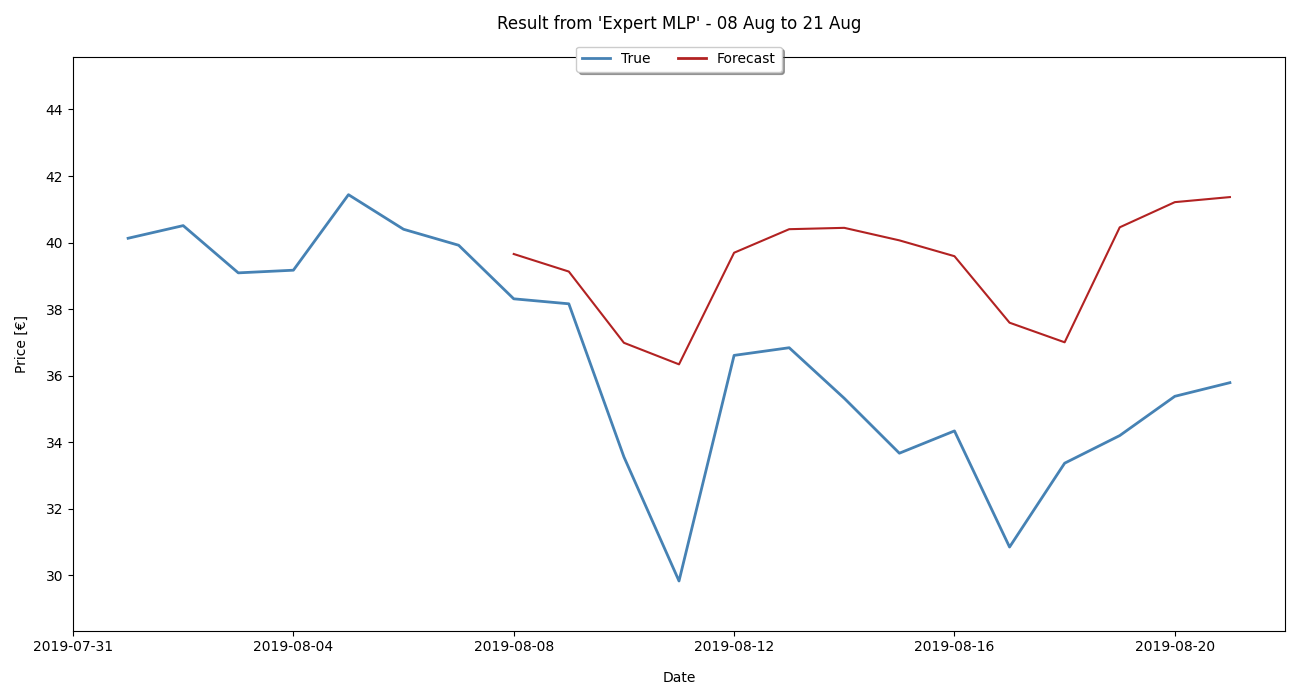 Result from 'Expert MLP' - 08 Aug to 21 Aug
True Forecast
44
42
40
38
36
34
32
30
Price [€]
2019-07-31 2019-08-04 2019-08-08 2019-08-12 2019-08-16 2019-08-20
Date